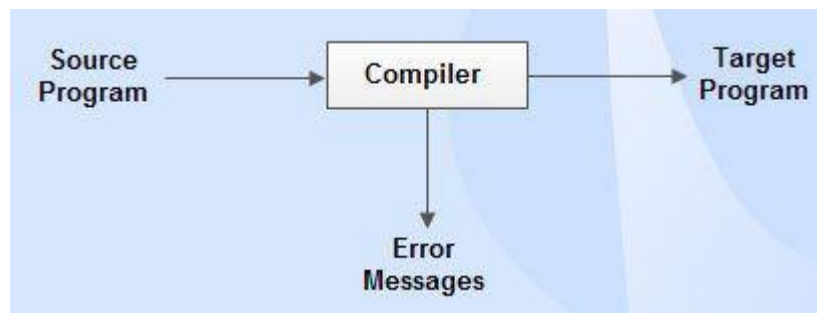 Source
Program
Compiler
Target
Program
Error
Messages